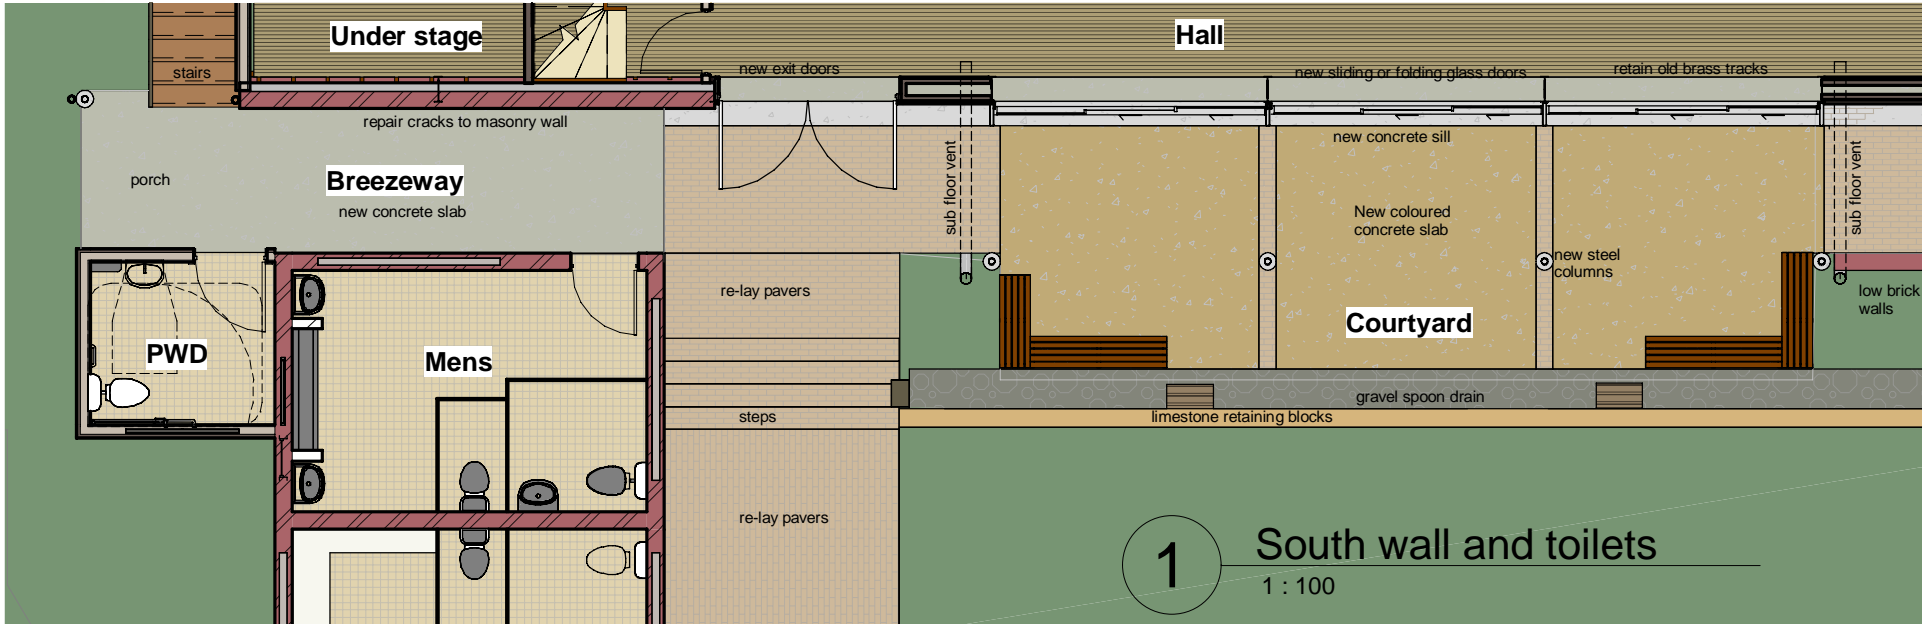 Under stage
Hall
stairs
new exit doors
new sliding or folding glass doors
retain old brass tracks
repair cracks to masonry wall
new concrete sill
porch
Breezeway
new concrete slab
sub floor vent
sub floor vent
New coloured
concrete slab
new steel
columns
re-lay pavers
low brick
walls
PWD
Mens
Courtyard
gravel spoon drain
steps
limestone retaining blocks
re-lay pavers
1
South wall and toilets
1 : 100